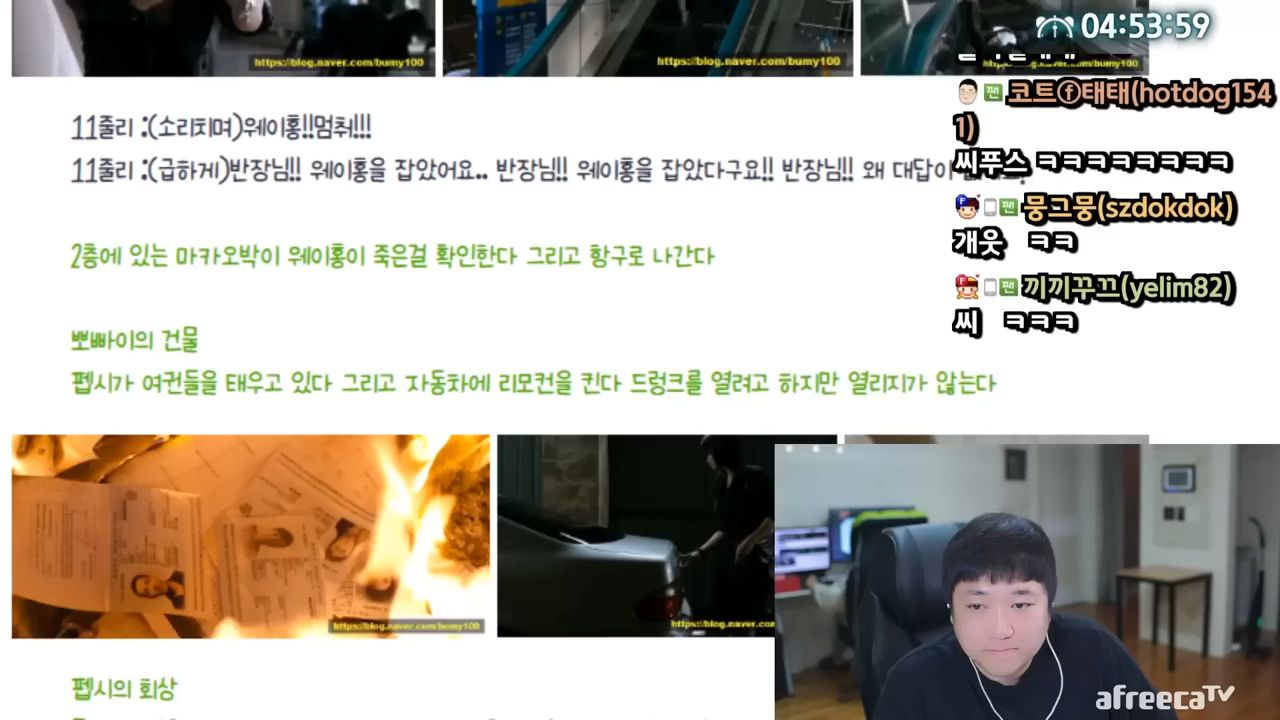 https://blog.naver.com/bumy100
https://blog.naver.com/bumy100
04:53:59
코트ⓕ태태(hotdog154
1)
씨푸스 ㅋㅋㅋㅋㅋㅋㅋㅋㅋ
뭉그뭉(szdokdok)
개웃 ㅋㅋ
끼끼꾸끄(yelim82)
씨 ㅋㅋㅋ
11줄리 :(소리치며)웨이홍!!멈춰!!!
11줄리 :(급하게)반장님!! 웨이홍을 잡았어요.. 반장님!! 웨이홍을 잡았다구요!! 반장님!! 왜 대답이
2층에 있는 마카오박이 웨이홍이 죽은걸 확인한다 그리고 항구로 나간다
뽀빠이의 건물
펩시가 여권들을 태우고 있다 그리고 자동차에 리모컨을 킨다 드렁크를 열려고 하지만 열리지가 않는다
https://blog.naver.com/bumy100
https://blog.naver.com
펩시의 회상
afreecaTV